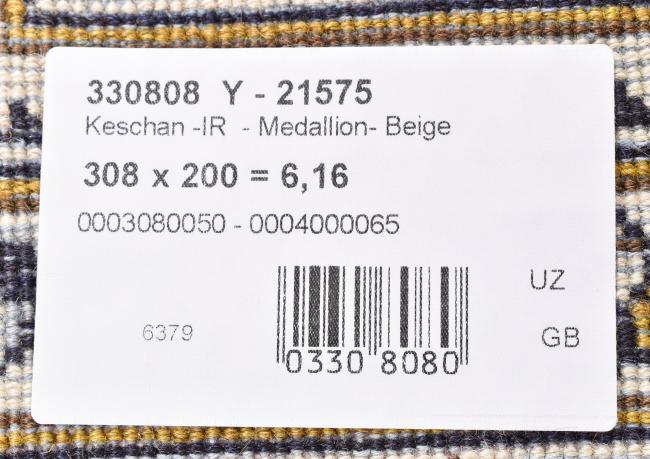 330808 Y - 21575
Keschan -IR - Medallion- Beige
308 x 200 = 6,16
0003080050 - 0004000065
UZ
6379
GB
0330 8080